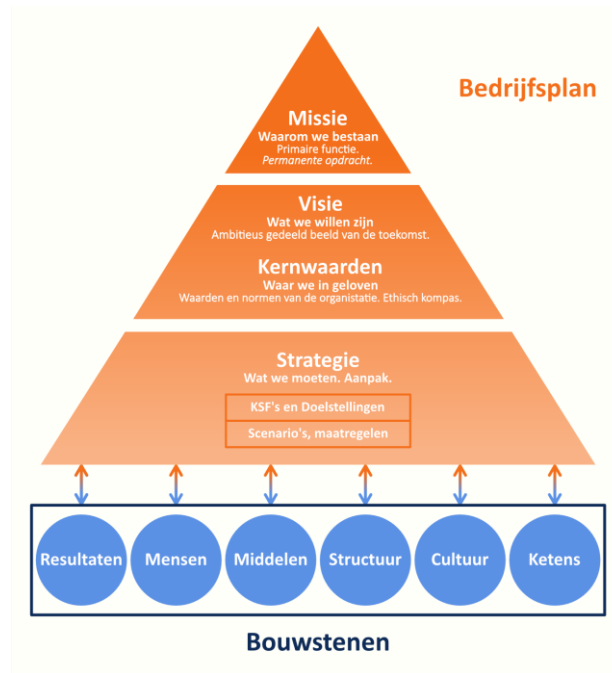 Bedrijfsplan
Missie
Waarom we bestaan
Primaire functie.
Permanente opdracht.
Visie
Wat we willen zijn
Ambitieus gedeeld beeld van de toekomst.
Kernwaarden
Waar we in geloven
Waarden en normen van de organistatie. Ethisch kompas.
Strategie
Wat we moeten. Aanpak.
KSF's en Doelstellingen
Scenario's, maatregelen
Resultaten Mensen Middelen Structuur Cultuur Ketens
Bouwstenen